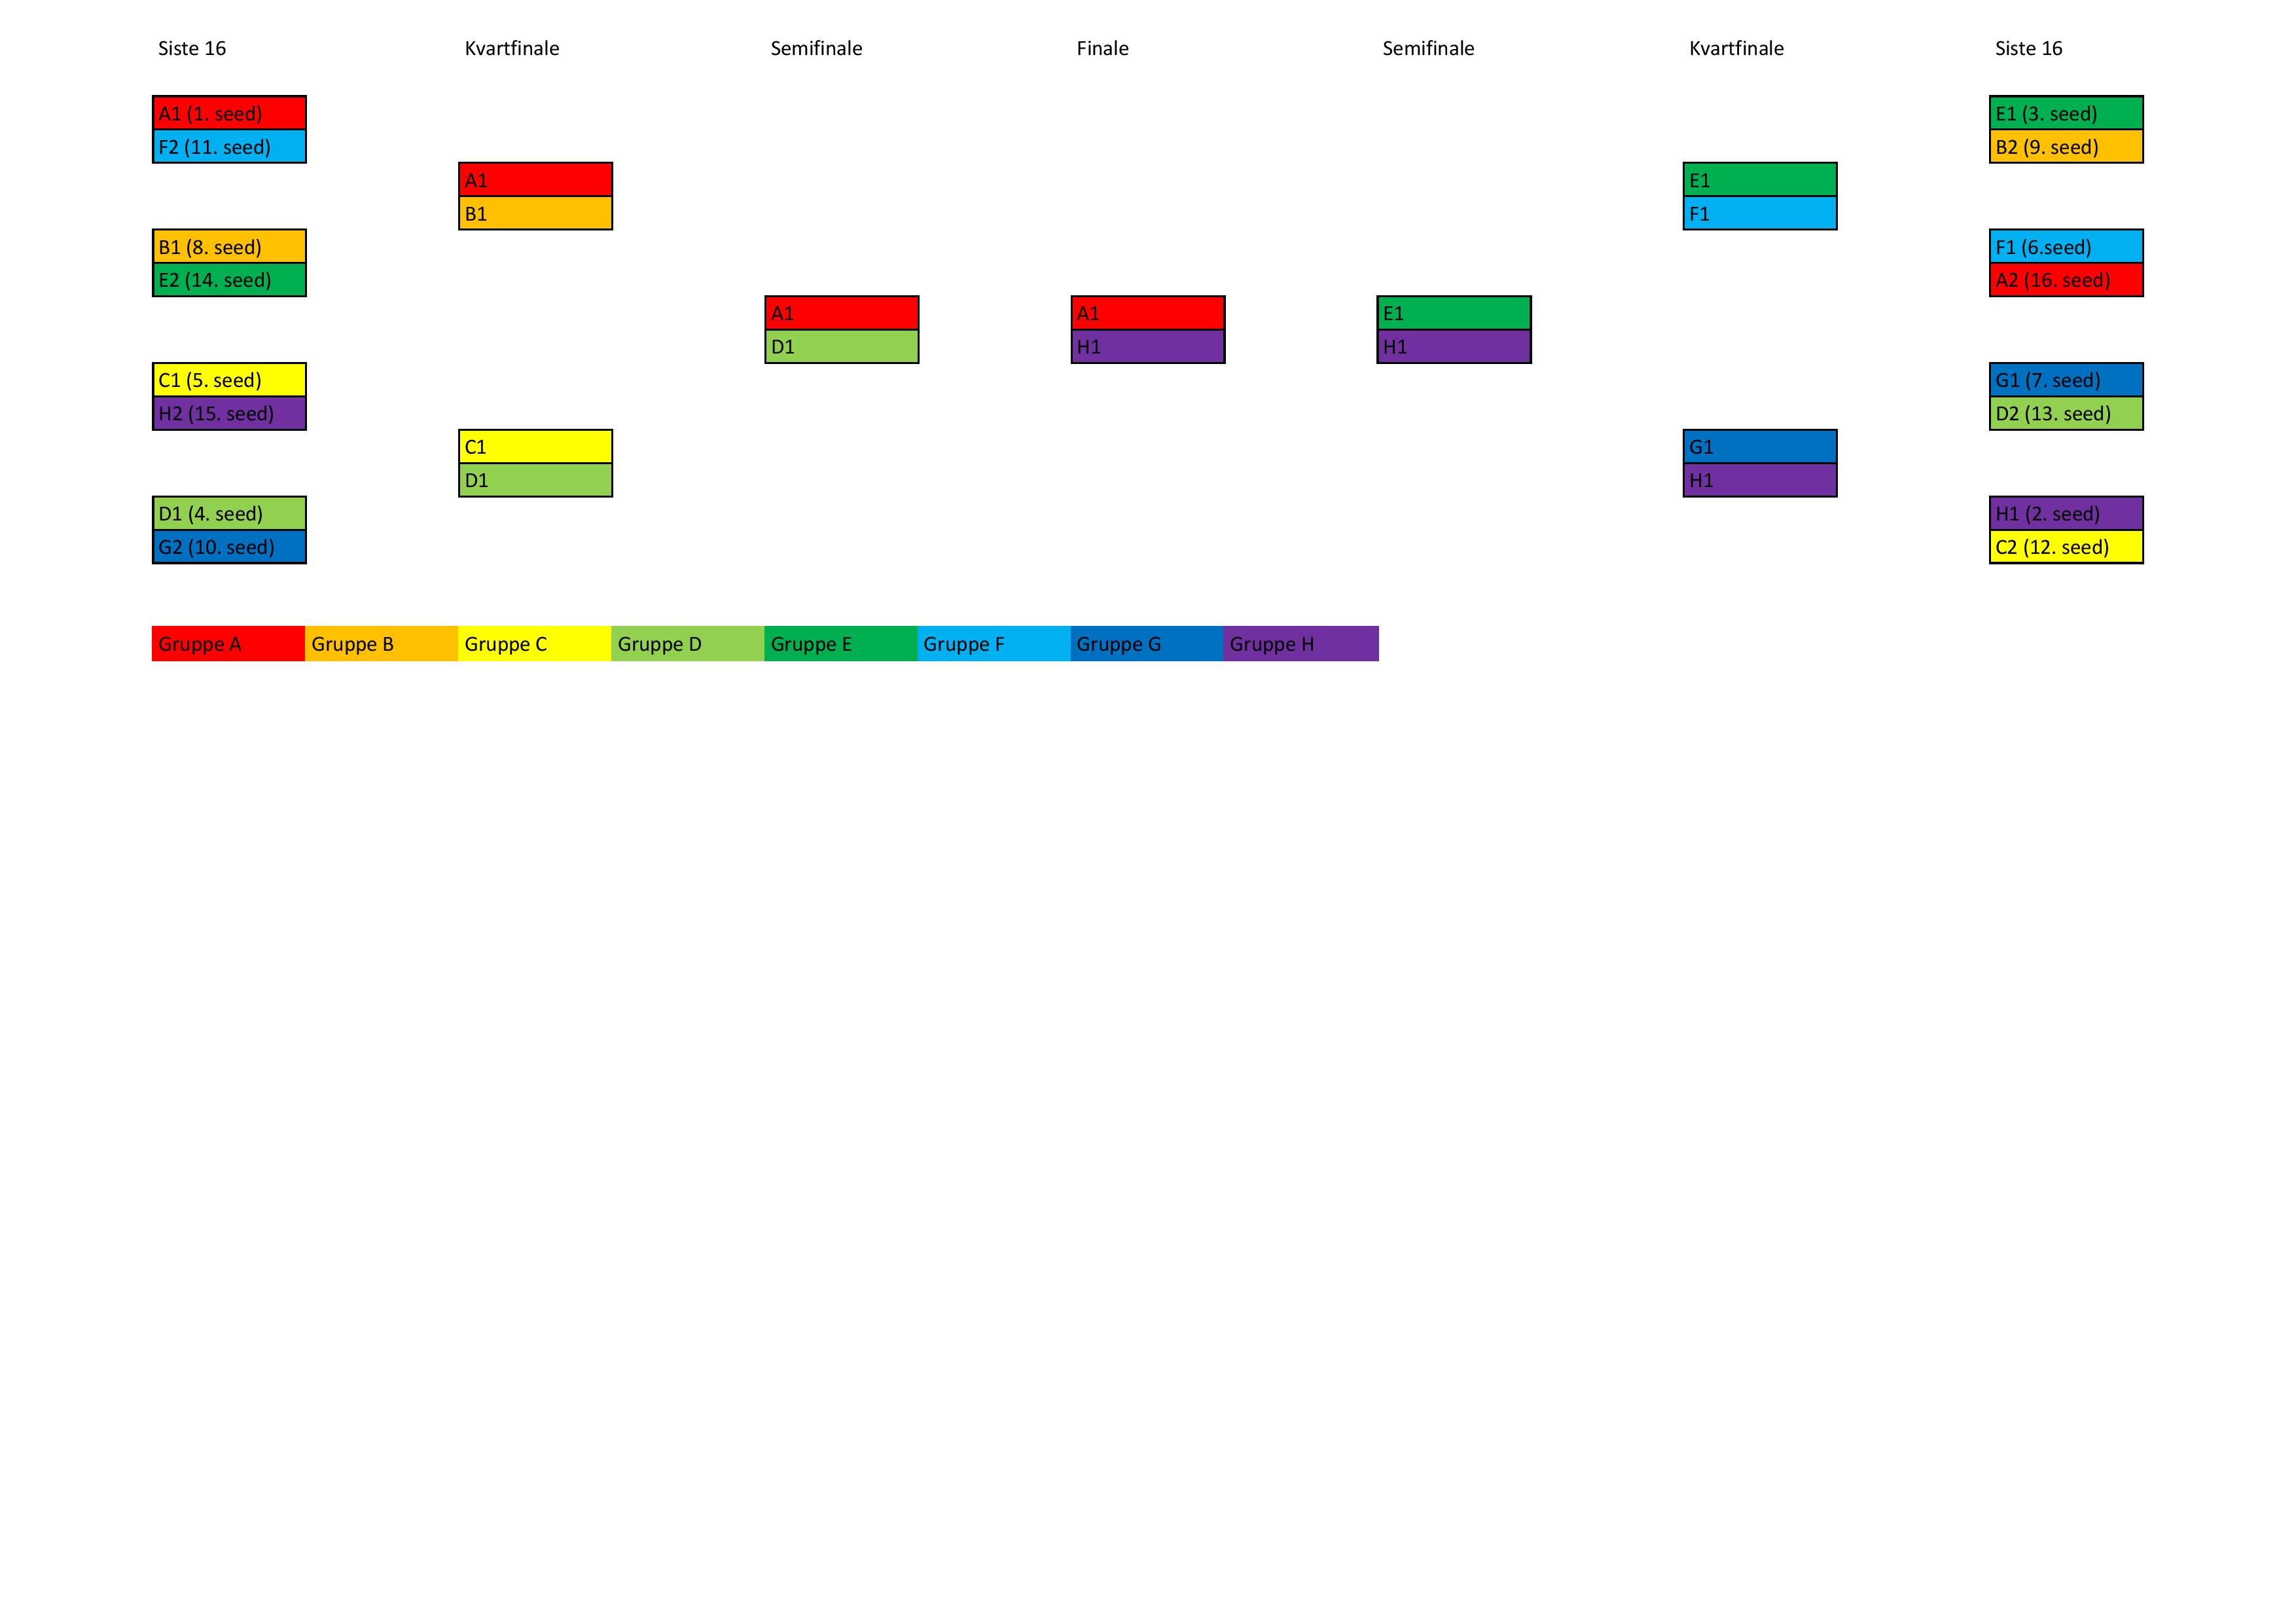 Siste 16 Kvartfinale Semifinale Finale Semifinale Kvartfinale Siste 16
A1 (1. seed) E1 (3. seed)
F2 (11. seed) B2 (9. seed)
A1 E1
B1 F1
B1 (8. seed) F1 (6.seed)
E2 (14. seed) A2 (16. seed)
A1 A1 E1
D1 H1 H1
C1 (5. seed) G1 (7. seed)
H2 (15. seed) D2 (13. seed)
C1 G1
D1 H1
D1 (4. seed) H1 (2. seed)
G2 (10. seed) C2 (12. seed)
Gruppe A Gruppe B Gruppe C Gruppe D Gruppe E Gruppe F Gruppe G Gruppe H